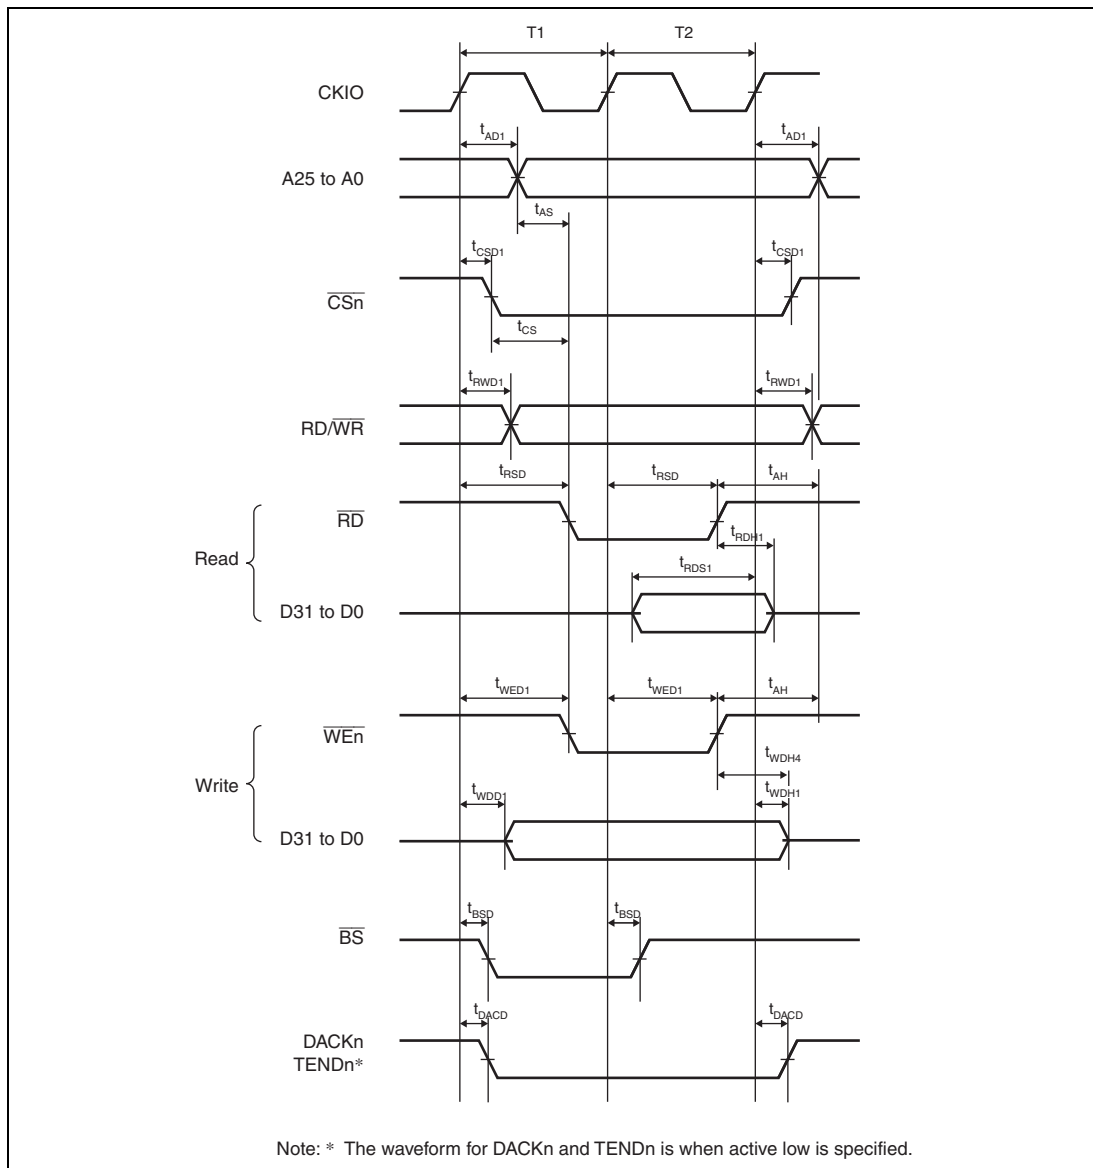 T1 T2
CKIO
tAD1 tAD1
A25 to A0
tAS
tCSD1 tCSD1
CSn
tCS
tRWD1 tRWD1
RD/WR
tRSD tRSD tAH
RD
tRDH1
Read
tRDS1
D31 to D0
tWED1 tWED1 tAH
WEn
tWDH4
Write
tWDD1 tWDH1
D31 to D0
tBSD tBSD
BS
tDACD tDACD
DACKn
TENDn*
Note: * The waveform for DACKn and TENDn is when active low is specified.